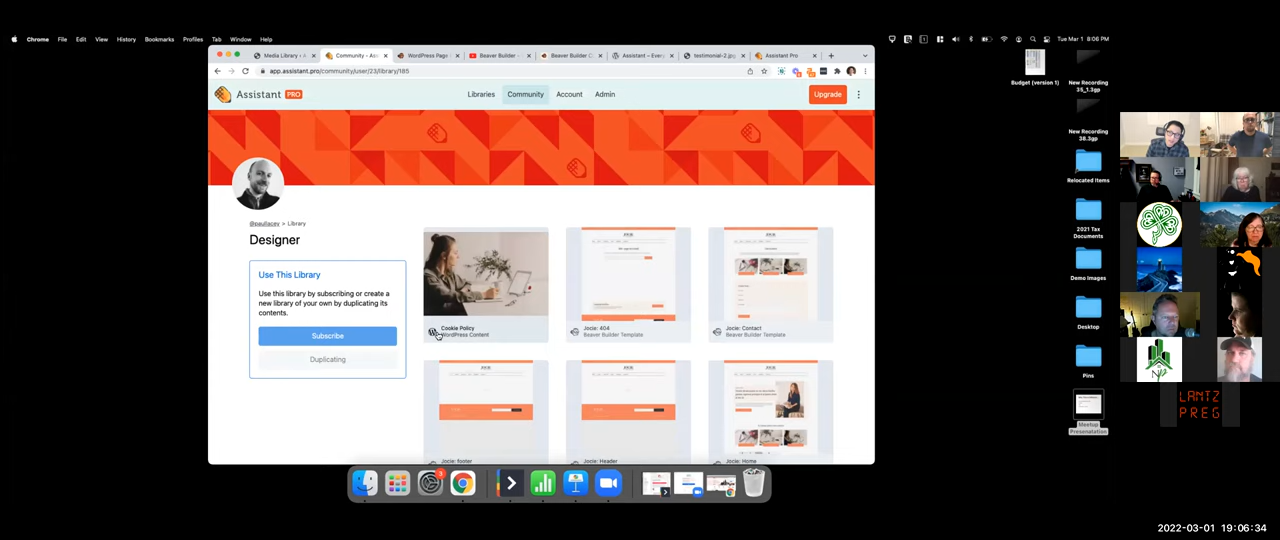 Chrome File Edit View History Bookmarks Profiles Tab Window Help
Tue Mar 1 8:06 PM
Media Library
Community
WordPress Page
Beaver Builder
Beaver Builder
Assistant – Every
testimonial-2.jpg
Assistant Pro
app.assistant.pro/community/user/23/library/185
Assistant PRO
Libraries Community Account Admin
Upgrade
@paullacey > Library
Designer
Use This Library
Use this library by subscribing or create a
new library of your own by duplicating its
contents.
Subscribe
Duplicating
Cookie Policy
WordPress Content
Jocie: 404
Beaver Builder Template
Jocie: Contact
Beaver Builder Template
Jocie: footer
Jocie: Header
Jocie: Home
Budget (version 1)
New Recording
35_1.3gp
New Recording
38.3gp
Relocated Items
2021 Tax
Documents
Demo Images
Desktop
Pins
Meetup
Presenatation
LANTZ
PREG
2022-03-01 19:06:34